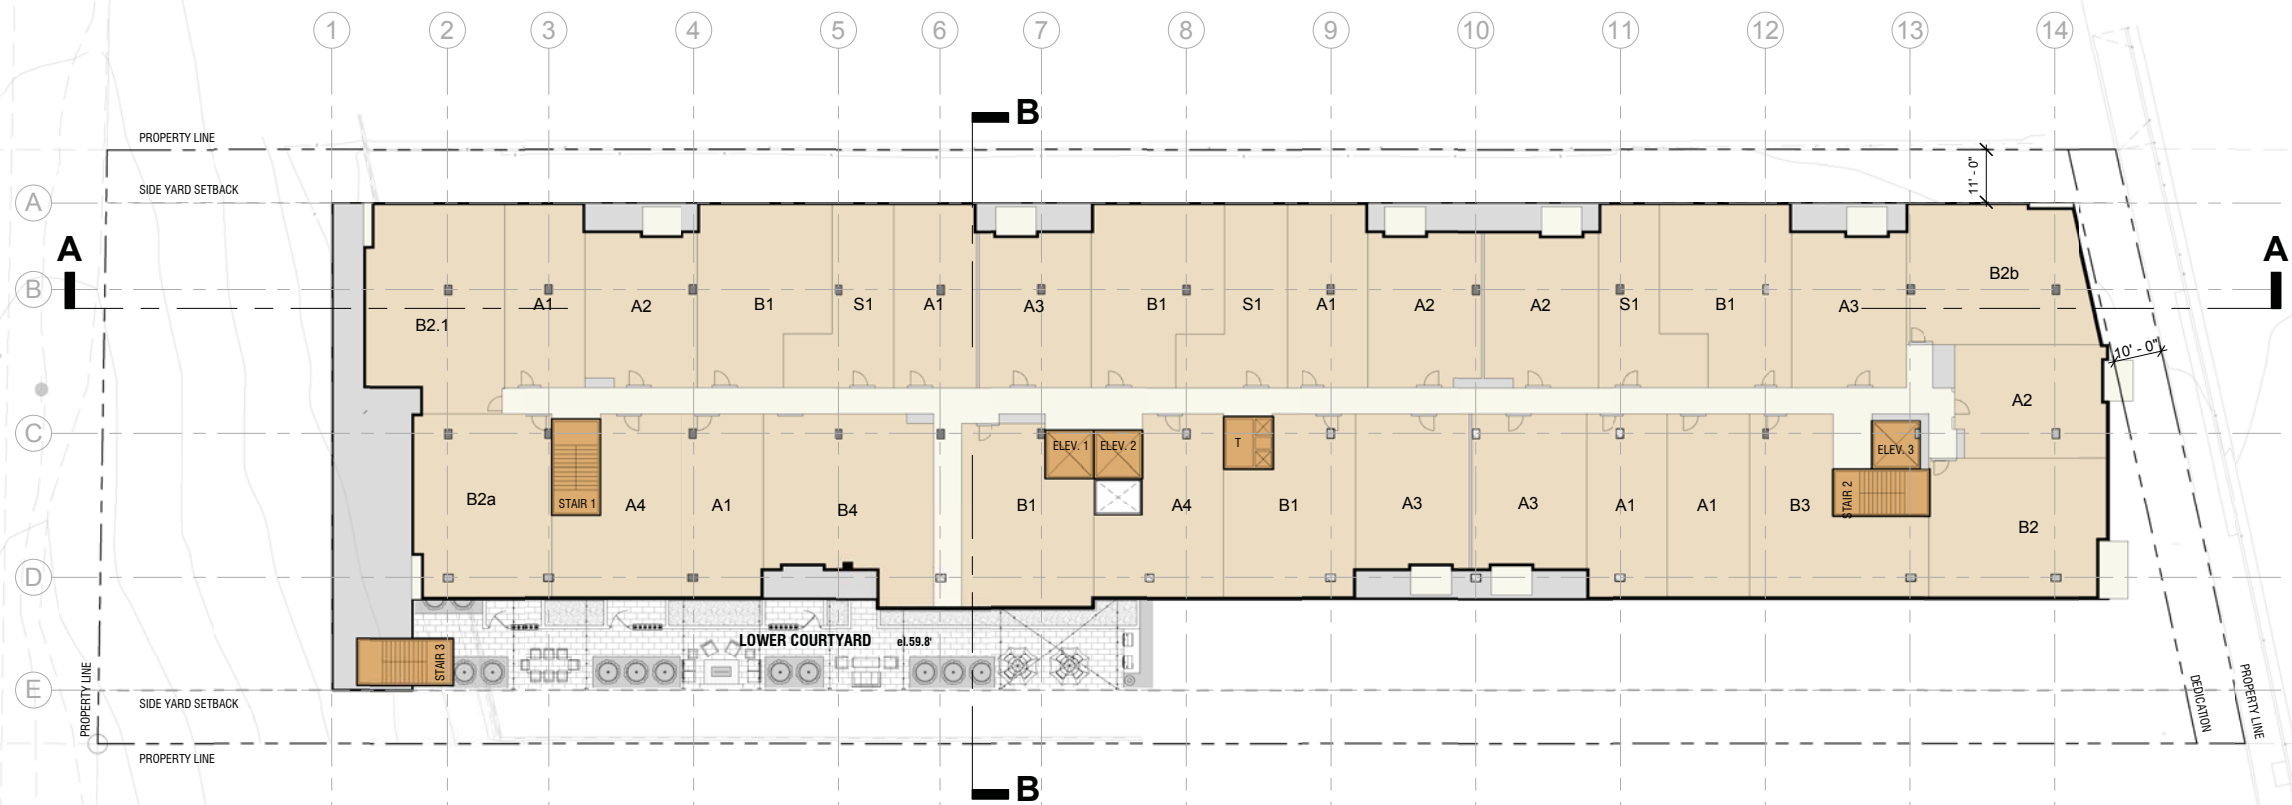 1 2 3 4 5 6 7 8 9 10 11 12 13 14
B
PROPERTY LINE
11' - 0"
SIDE YARD SETBACK
A
A
A
B
B2b
B2.1
A1
A2
B1
S1
A1
A3
B1
S1
A1
A2
A2
S1
B1
A3
10' - 0"
A2
C
ELEV. 1
ELEV. 2
T
ELEV. 3
B2a
STAIR 1
A4
A1
B4
B1
A4
B1
A3
A3
A1
A1
B3
STAIR 2
B2
D
LOWER COURTYARD el.59.8'
STAIR 3
E
PROPERTY LINE
SIDE YARD SETBACK
DEDICATION
PROPERTY LINE
PROPERTY LINE
B